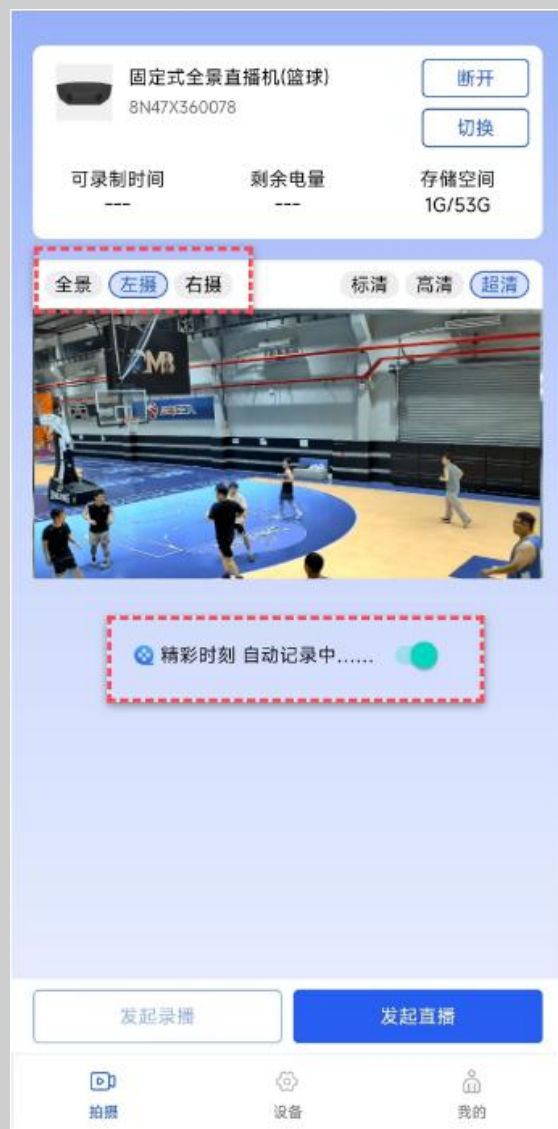 固定式全景直播机(篮球)
8N47X360078
断开
切换
可录制时间 剩余电量 存储空间
--- --- 1G/53G
全景 左摄 右摄 标清 高清 超清
MB
精彩时刻 自动记录中......
发起录播 发起直播
拍摄 设备 我的